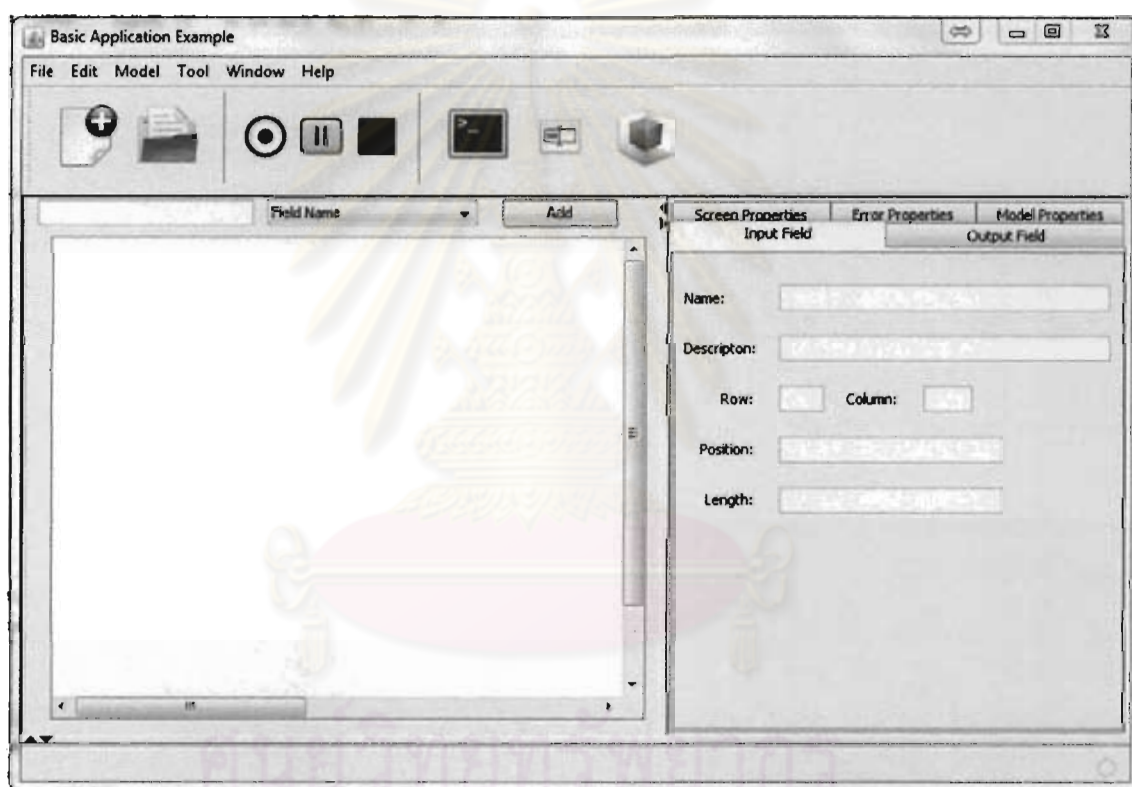 Basic Application Example
File Edit Model Tool Window Help
>_
Field Name Add
Screen Properties Error Properties Model Properties
Input Field Output Field
Name:
Descripton:
Row: Column:
Position:
Length: